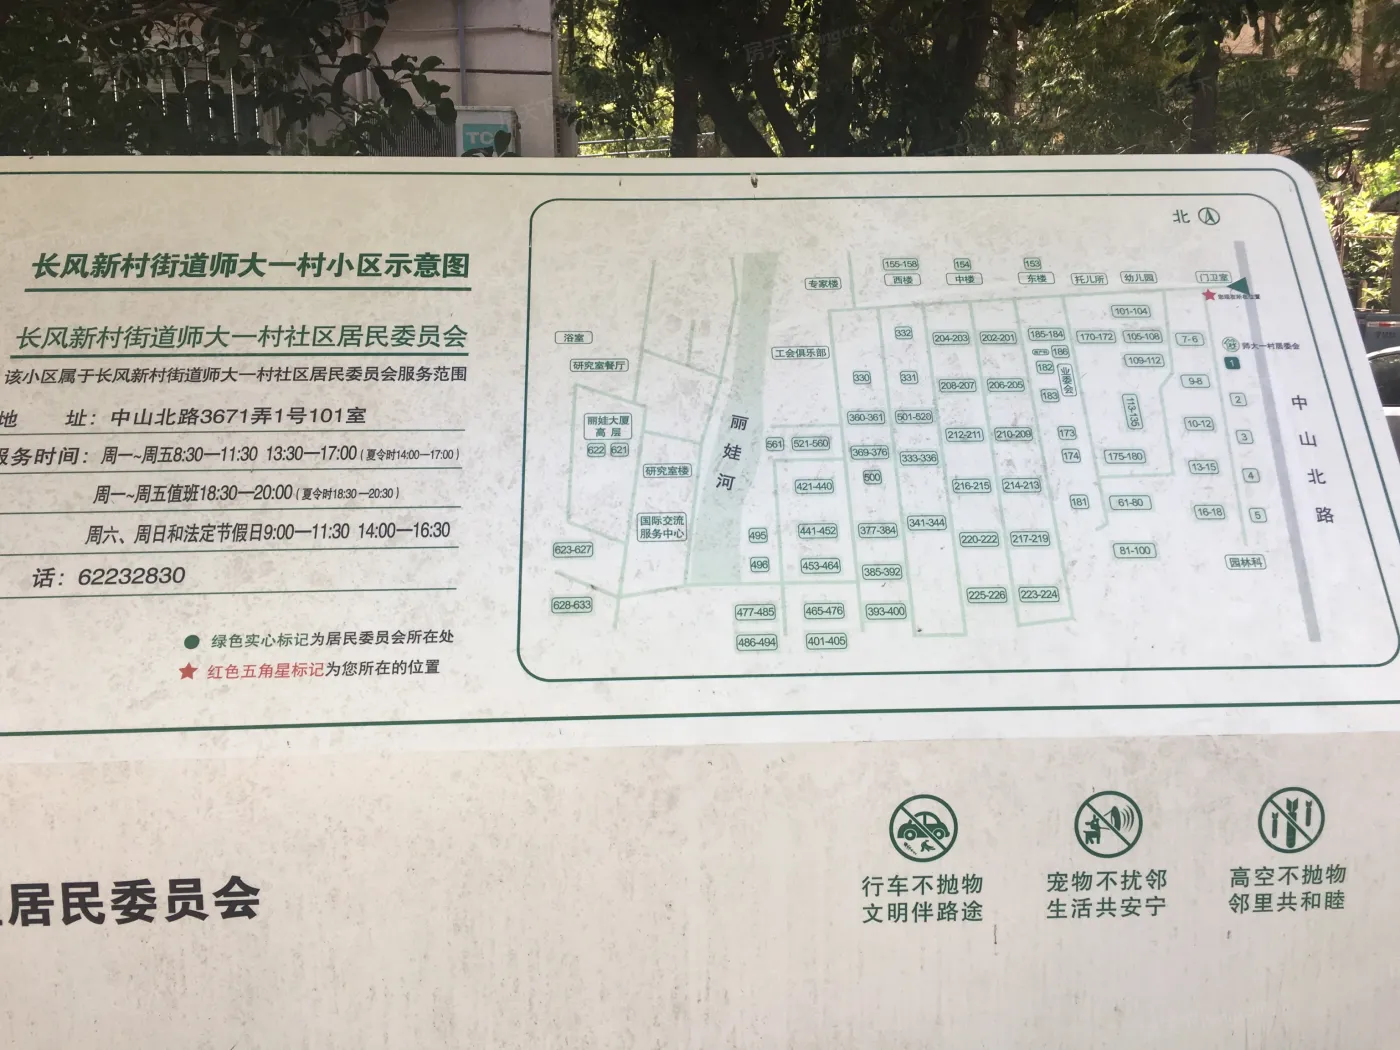 TC
长风新村街道师大一村小区示意图
长风新村街道师大一村社区居民委员会
该小区属于长风新村街道师大一村社区居民委员会服务范围
地 址：中山北路3671弄1号101室
服务时间：周一~周五8:30—11:30 13:30—17:00（夏令时14:00—17:00）
周一~周五值班18:30—20:00（夏令时18:30—20:30）
周六、周日和法定节假日9:00—11:30 14:00—16:30
话：62232830
绿色实心标记为居民委员会所在处
红色五角星标记为您所在的位置
北
155-158
154
153
专家楼
西楼
中楼
东楼
托儿所
幼儿园
门卫室
101-104
浴室
研究室餐厅
工会俱乐部
332
204-203
202-201
185-184
170-172
105-108
7-6
师大一村居委会
186
109-112
1
182
业委会
330
331
208-207
206-205
183
9-8
2
丽娃大厦
高层
622
621
360-361
501-520
113-135
丽娃河
中山北路
561
521-560
369-376
333-336
212-211
210-209
173
174
175-180
10-12
3
研究室楼
421-440
500
216-215
214-213
13-15
4
国际交流
服务中心
181
61-80
16-18
5
623-627
495
441-452
377-384
341-344
220-222
217-219
81-100
园林科
496
453-464
385-392
628-633
477-485
465-476
393-400
225-226
223-224
486-494
401-405
居民委员会
行车不抛物
文明伴路途
宠物不扰邻
生活共安宁
高空不抛物
邻里共和睦